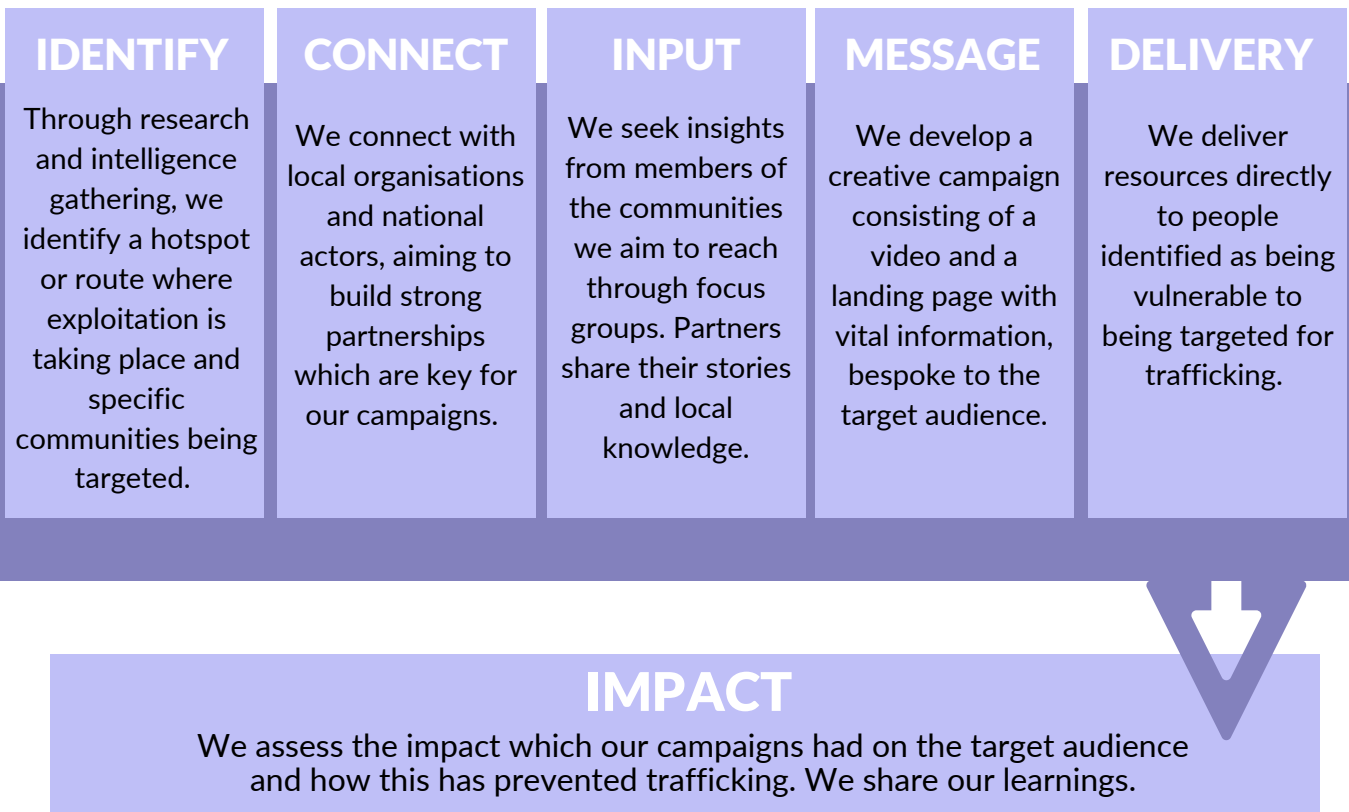 IDENTIFY
Through research
and intelligence
gathering, we
identify a hotspot
or route where
exploitation is
taking place and
specific
communities being
targeted.
CONNECT
We connect with
local organisations
and national
actors, aiming to
build strong
partnerships
which are key for
our campaigns.
INPUT
We seek insights
from members of
the communities
we aim to reach
through focus
groups. Partners
share their stories
and local
knowledge.
MESSAGE
We develop a
creative campaign
consisting of a
video and a
landing page with
vital information,
bespoke to the
target audience.
DELIVERY
We deliver
resources directly
to people
identified as being
vulnerable to
being targeted for
trafficking.
IMPACT
We assess the impact which our campaigns had on the target audience
and how this has prevented trafficking. We share our learnings.